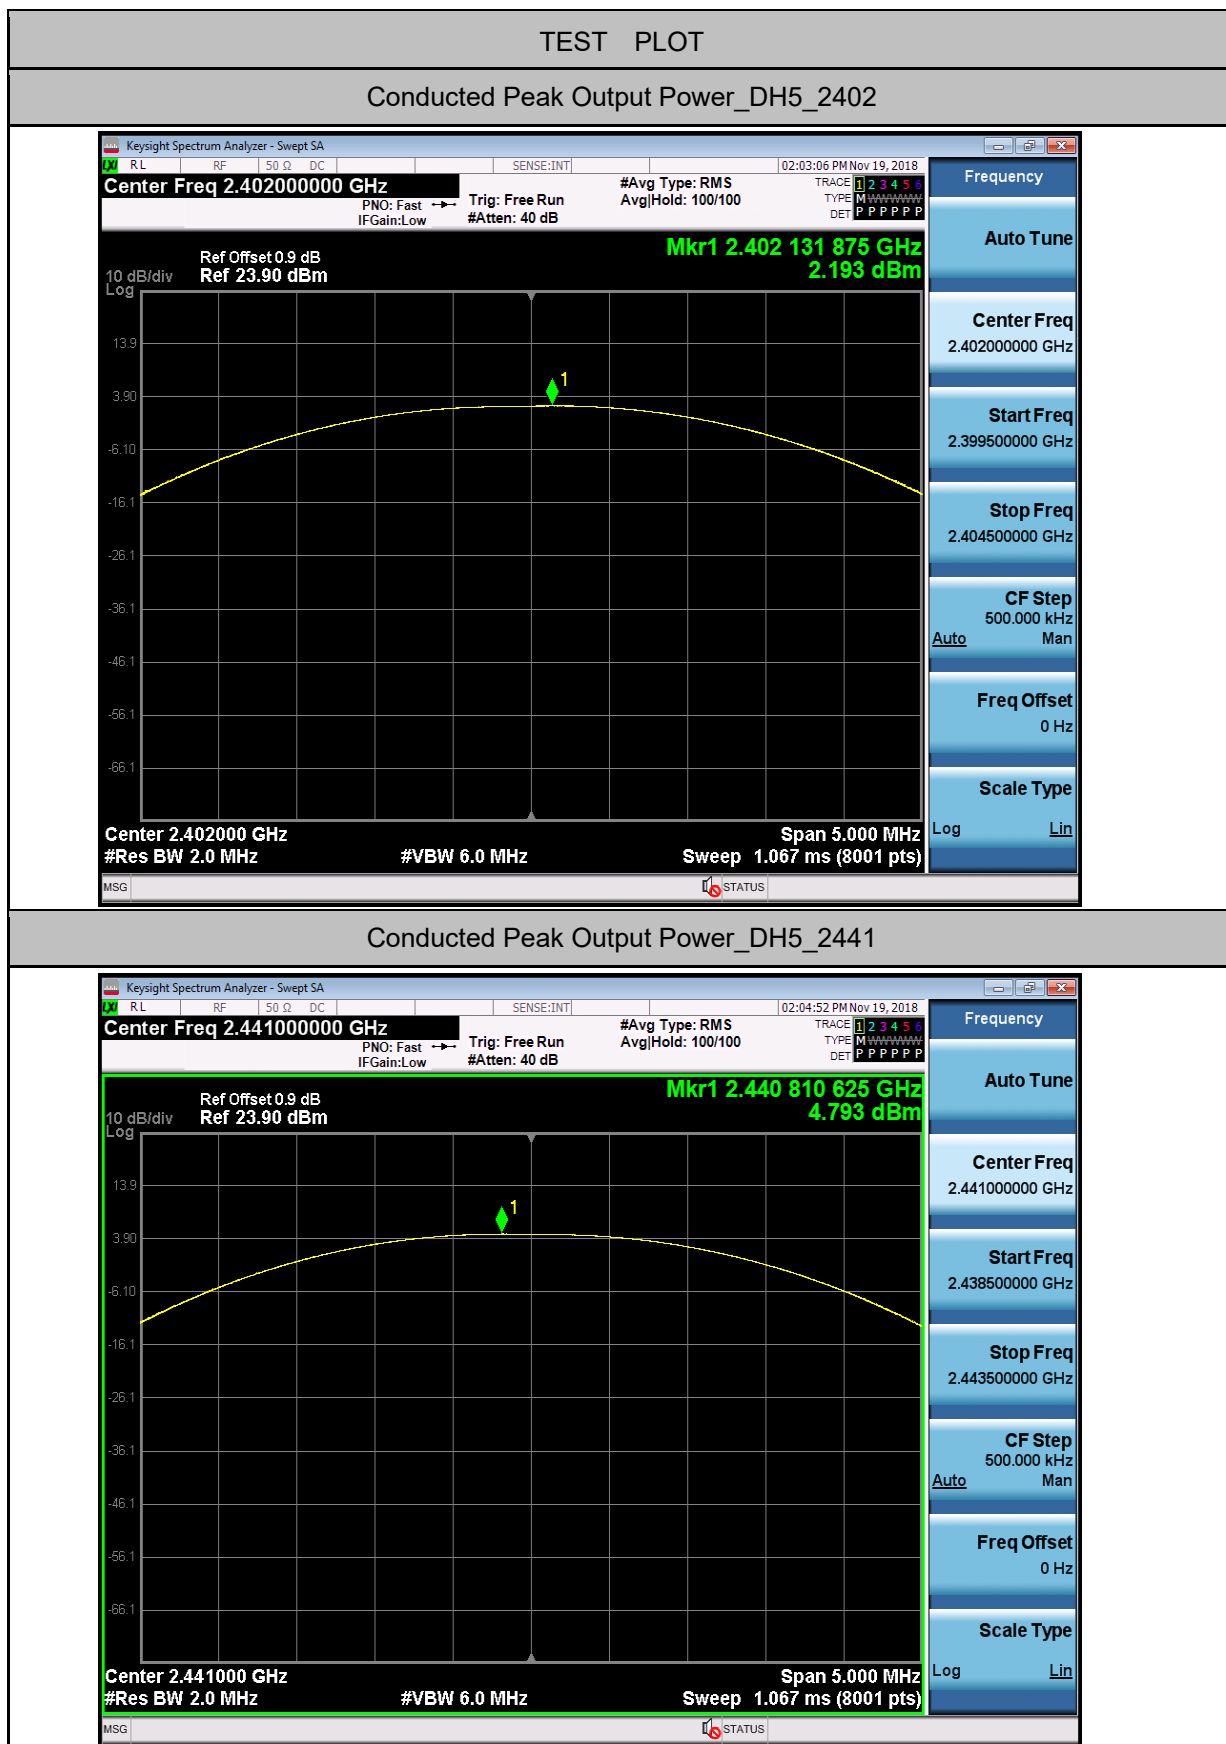 TEST PLOT
Conducted Peak Output Power_DH5_2402
Keysight Spectrum Analyzer - Swept SA
LXI RL RF 50 Ω DC SENSE:INT 02:03:06 PM Nov 19, 2018
Center Freq 2.402000000 GHz
PNO: Fast
IFGain:Low
Trig: Free Run
#Atten: 40 dB
#Avg Type: RMS
Avg|Hold: 100/100
TRACE 1 2 3 4 5 6
TYPE M W W W W W
DET P P P P P P
Frequency
Mkr1 2.402 131 875 GHz
2.193 dBm
Ref Offset 0.9 dB
10 dB/div Ref 23.90 dBm
Log
1
13.9
3.90
-6.10
-16.1
-26.1
-36.1
-46.1
-56.1
-66.1
Center 2.402000 GHz Span 5.000 MHz
#Res BW 2.0 MHz #VBW 6.0 MHz Sweep 1.067 ms (8001 pts)
Auto Tune
Center Freq
2.402000000 GHz
Start Freq
2.399500000 GHz
Stop Freq
2.404500000 GHz
CF Step
500.000 kHz
Auto Man
Freq Offset
0 Hz
Scale Type
Log Lin
MSG STATUS
Conducted Peak Output Power_DH5_2441
Keysight Spectrum Analyzer - Swept SA
LXI RL RF 50 Ω DC SENSE:INT 02:04:52 PM Nov 19, 2018
Center Freq 2.441000000 GHz
PNO: Fast
IFGain:Low
Trig: Free Run
#Atten: 40 dB
#Avg Type: RMS
Avg|Hold: 100/100
TRACE 1 2 3 4 5 6
TYPE M W W W W W
DET P P P P P P
Frequency
Mkr1 2.440 810 625 GHz
4.793 dBm
Ref Offset 0.9 dB
10 dB/div Ref 23.90 dBm
Log
1
13.9
3.90
-6.10
-16.1
-26.1
-36.1
-46.1
-56.1
-66.1
Center 2.441000 GHz Span 5.000 MHz
#Res BW 2.0 MHz #VBW 6.0 MHz Sweep 1.067 ms (8001 pts)
Auto Tune
Center Freq
2.441000000 GHz
Start Freq
2.438500000 GHz
Stop Freq
2.443500000 GHz
CF Step
500.000 kHz
Auto Man
Freq Offset
0 Hz
Scale Type
Log Lin
MSG STATUS